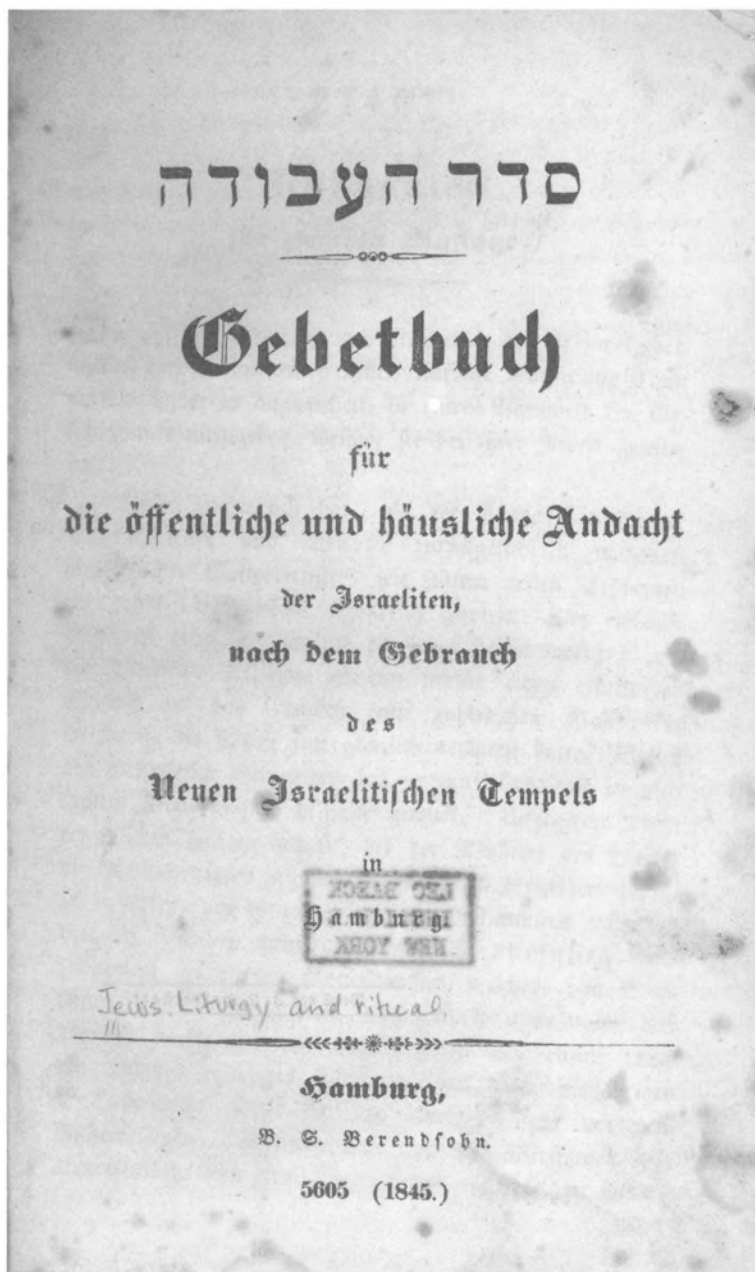 סדר העבודה
Gebetbuch
für
die öffentliche und häusliche Andacht
der Israeliten,
nach dem Gebrauch
des
Neuen Israelitischen Tempels
in
Hamburg.
LEO BAECK
NEW YORK
Jews Liturgy and ritual.
Hamburg,
B. S. Berendsohn.
5605 (1845.)